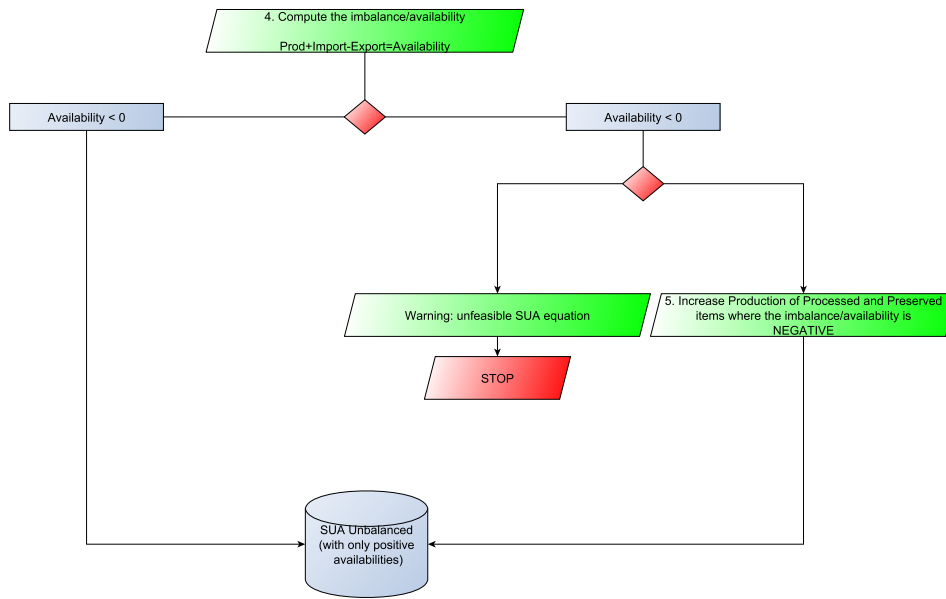 4. Compute the imbalance/availability
Prod+Import-Export=Availability
Availability < 0
Availability < 0
Warning: unfeasible SUA equation
5. Increase Production of Processed and Preserved
items where the imbalance/availability is
NEGATIVE
STOP
SUA Unbalanced
(with only positive
availabilities)